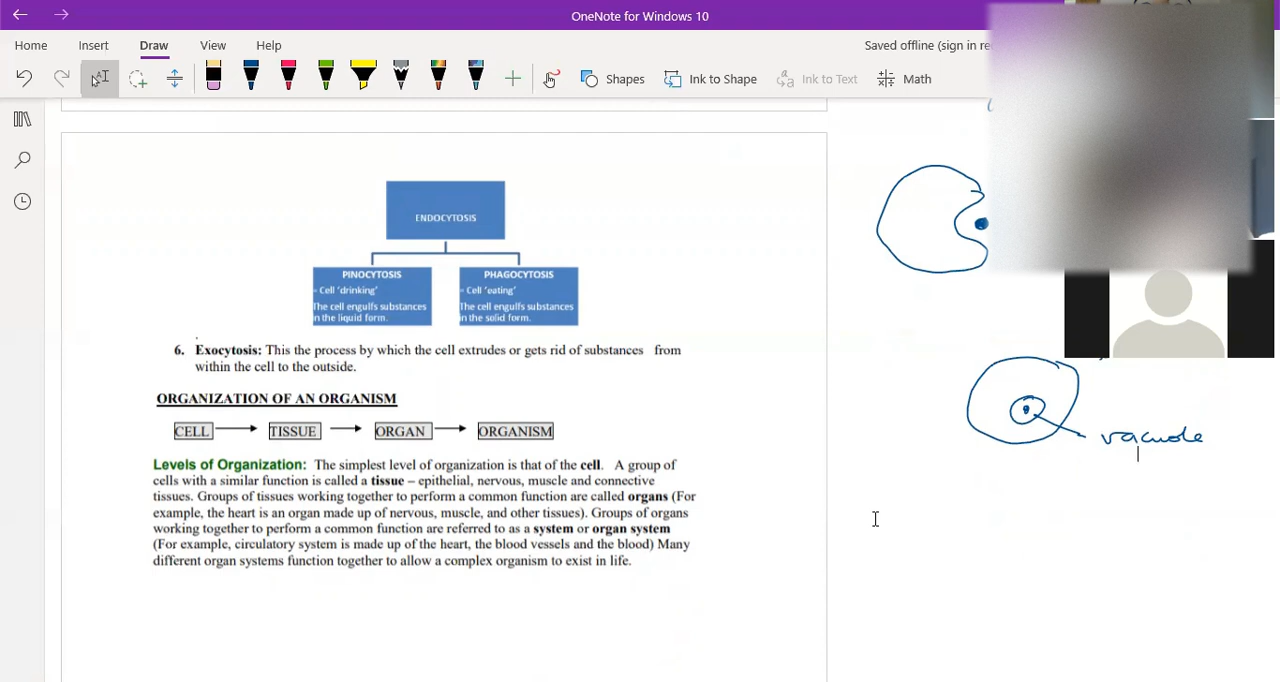 OneNote for Windows 10
Home Insert Draw View Help
Saved offline (sign in re
Shapes Ink to Shape Ink to Text Math
ENDOCYTOSIS
PINOCYTOSIS
- Cell 'drinking'
The cell engulfs substances
in the liquid form.
PHAGOCYTOSIS
- Cell 'eating'
The cell engulfs substances
in the solid form.
6. Exocytosis: This the process by which the cell extrudes or gets rid of substances from
within the cell to the outside.
ORGANIZATION OF AN ORGANISM
CELL TISSUE ORGAN ORGANISM
Levels of Organization: The simplest level of organization is that of the cell. A group of
cells with a similar function is called a tissue – epithelial, nervous, muscle and connective
tissues. Groups of tissues working together to perform a common function are called organs (For
example, the heart is an organ made up of nervous, muscle, and other tissues). Groups of organs
working together to perform a common function are referred to as a system or organ system
(For example, circulatory system is made up of the heart, the blood vessels and the blood) Many
different organ systems function together to allow a complex organism to exist in life.
vacuole